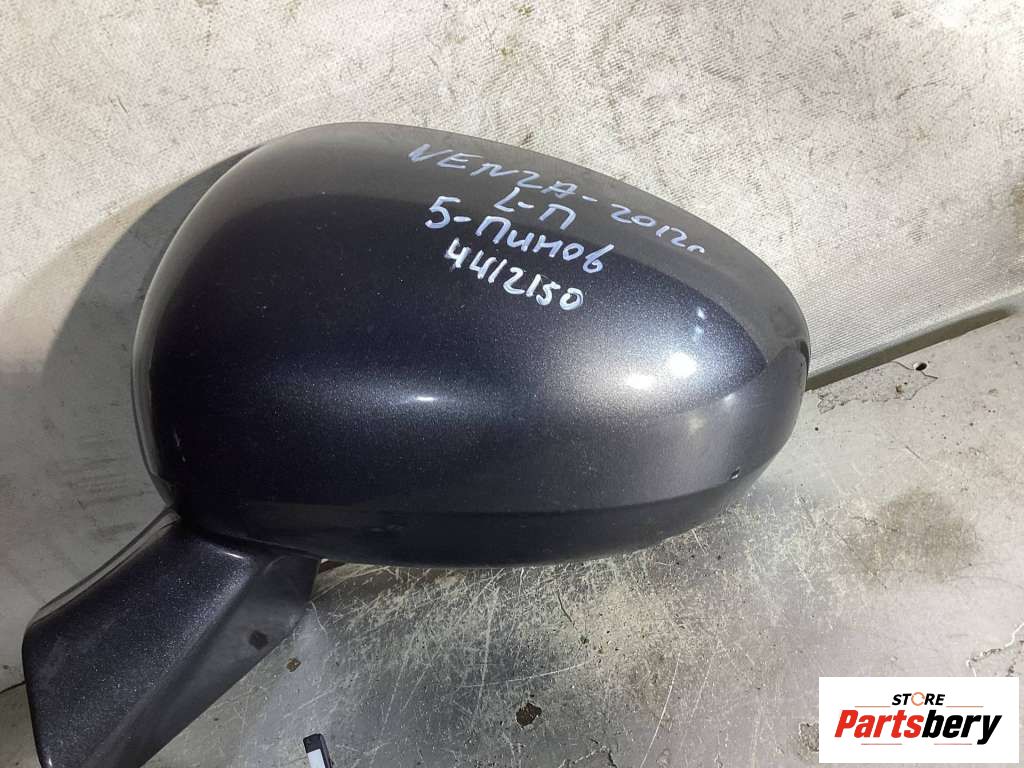 VENZA-2012г
L-П
5-Пинов
4412150
STORE
Partsbery